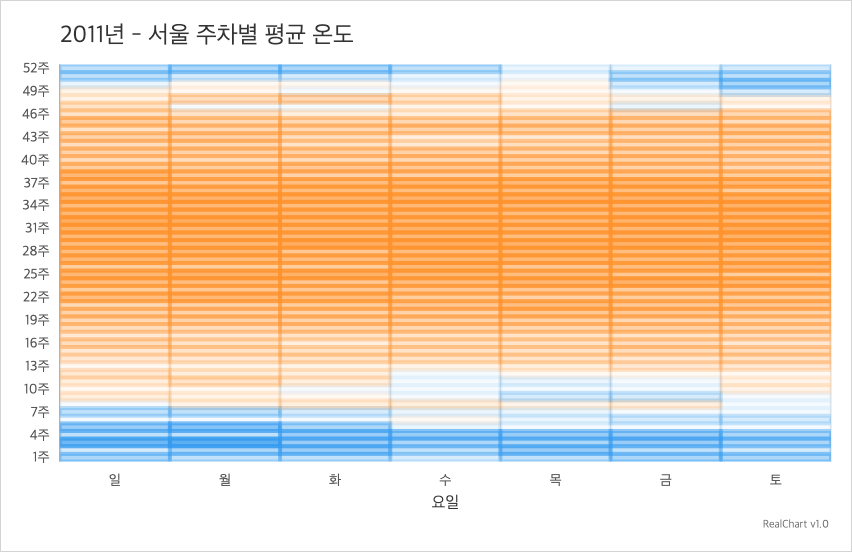 2011년 - 서울 주차별 평균 온도
52주
49주
46주
43주
40주
37주
34주
31주
28주
25주
22주
19주
16주
13주
10주
7주
4주
1주
일 월 화 수 목 금 토
요일
RealChart v1.0